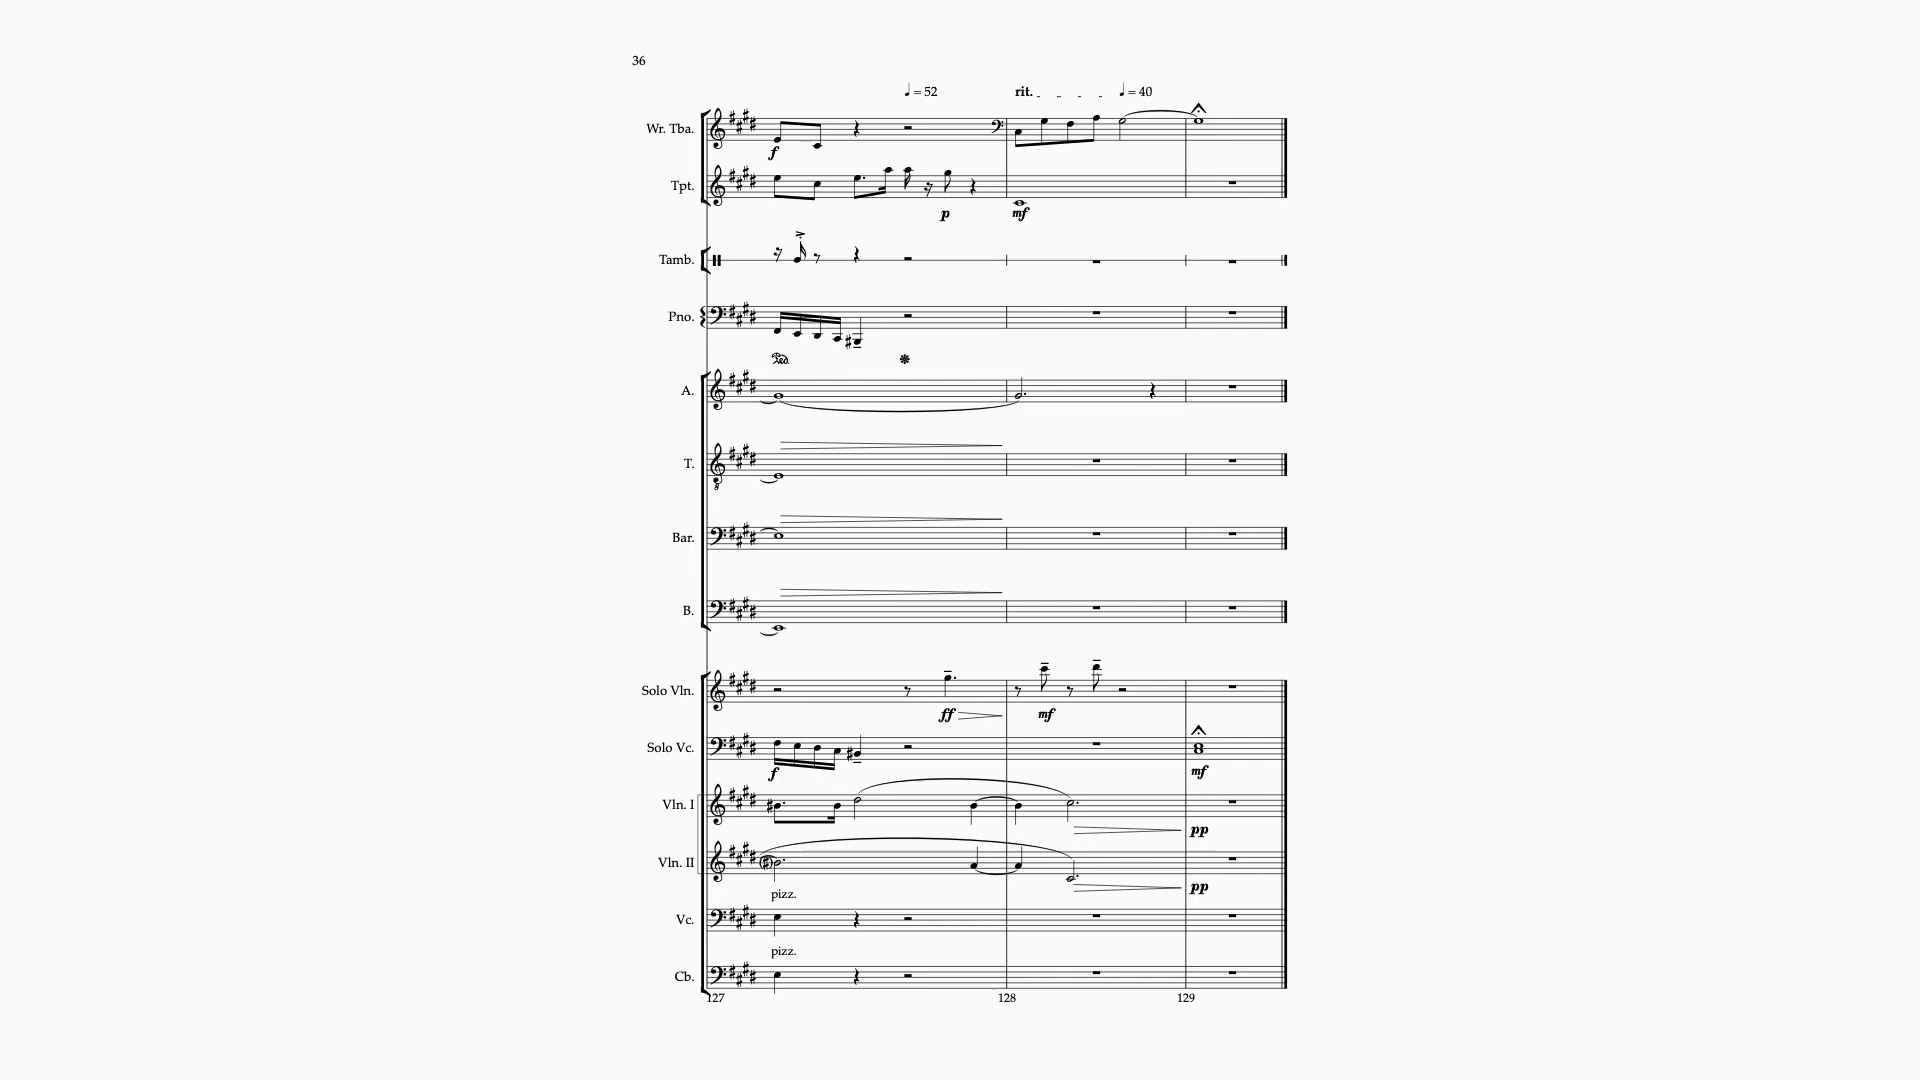 36
♩ = 52 rit. ♩ = 40
Wr. Tba.
f
Tpt.
p mf
Tamb.
Pno.
Ped.
A.
T.
Bar.
B.
Solo Vln.
ff mf
Solo Vc.
f mf
Vln. I
pp
Vln. II
pp
pizz.
Vc.
pizz.
Cb.
127 128 129